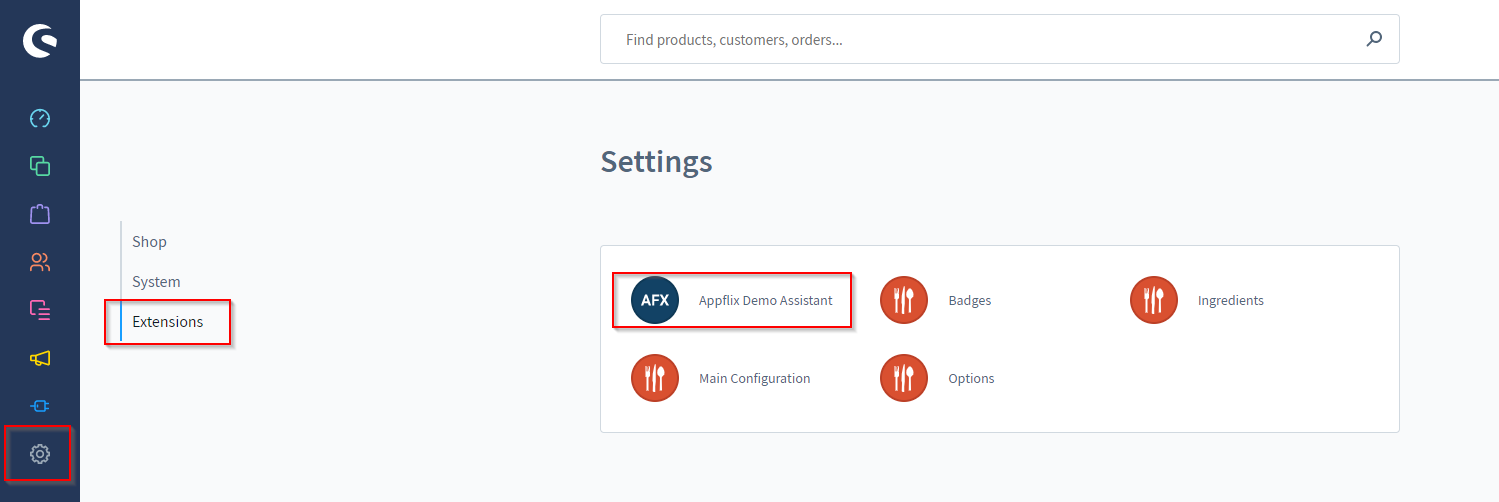 Find products, customers, orders...
Settings
Shop
System
Extensions
AFX Appflix Demo Assistant
Badges
Ingredients
Main Configuration
Options